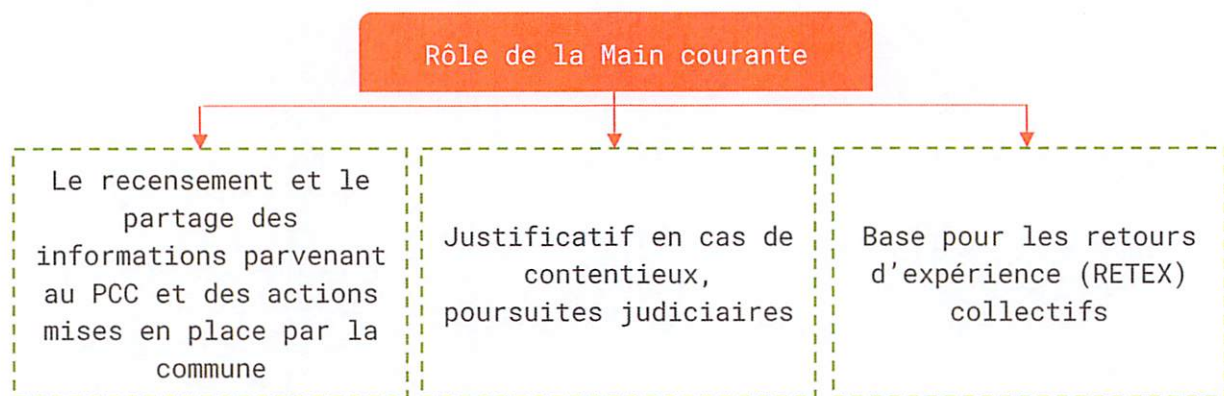 Rôle de la Main courante
Le recensement et le
partage des
informations parvenant
au PCC et des actions
mises en place par la
commune
Justificatif en cas de
contentieux,
poursuites judiciaires
Base pour les retours
d'expérience (RETEX)
collectifs